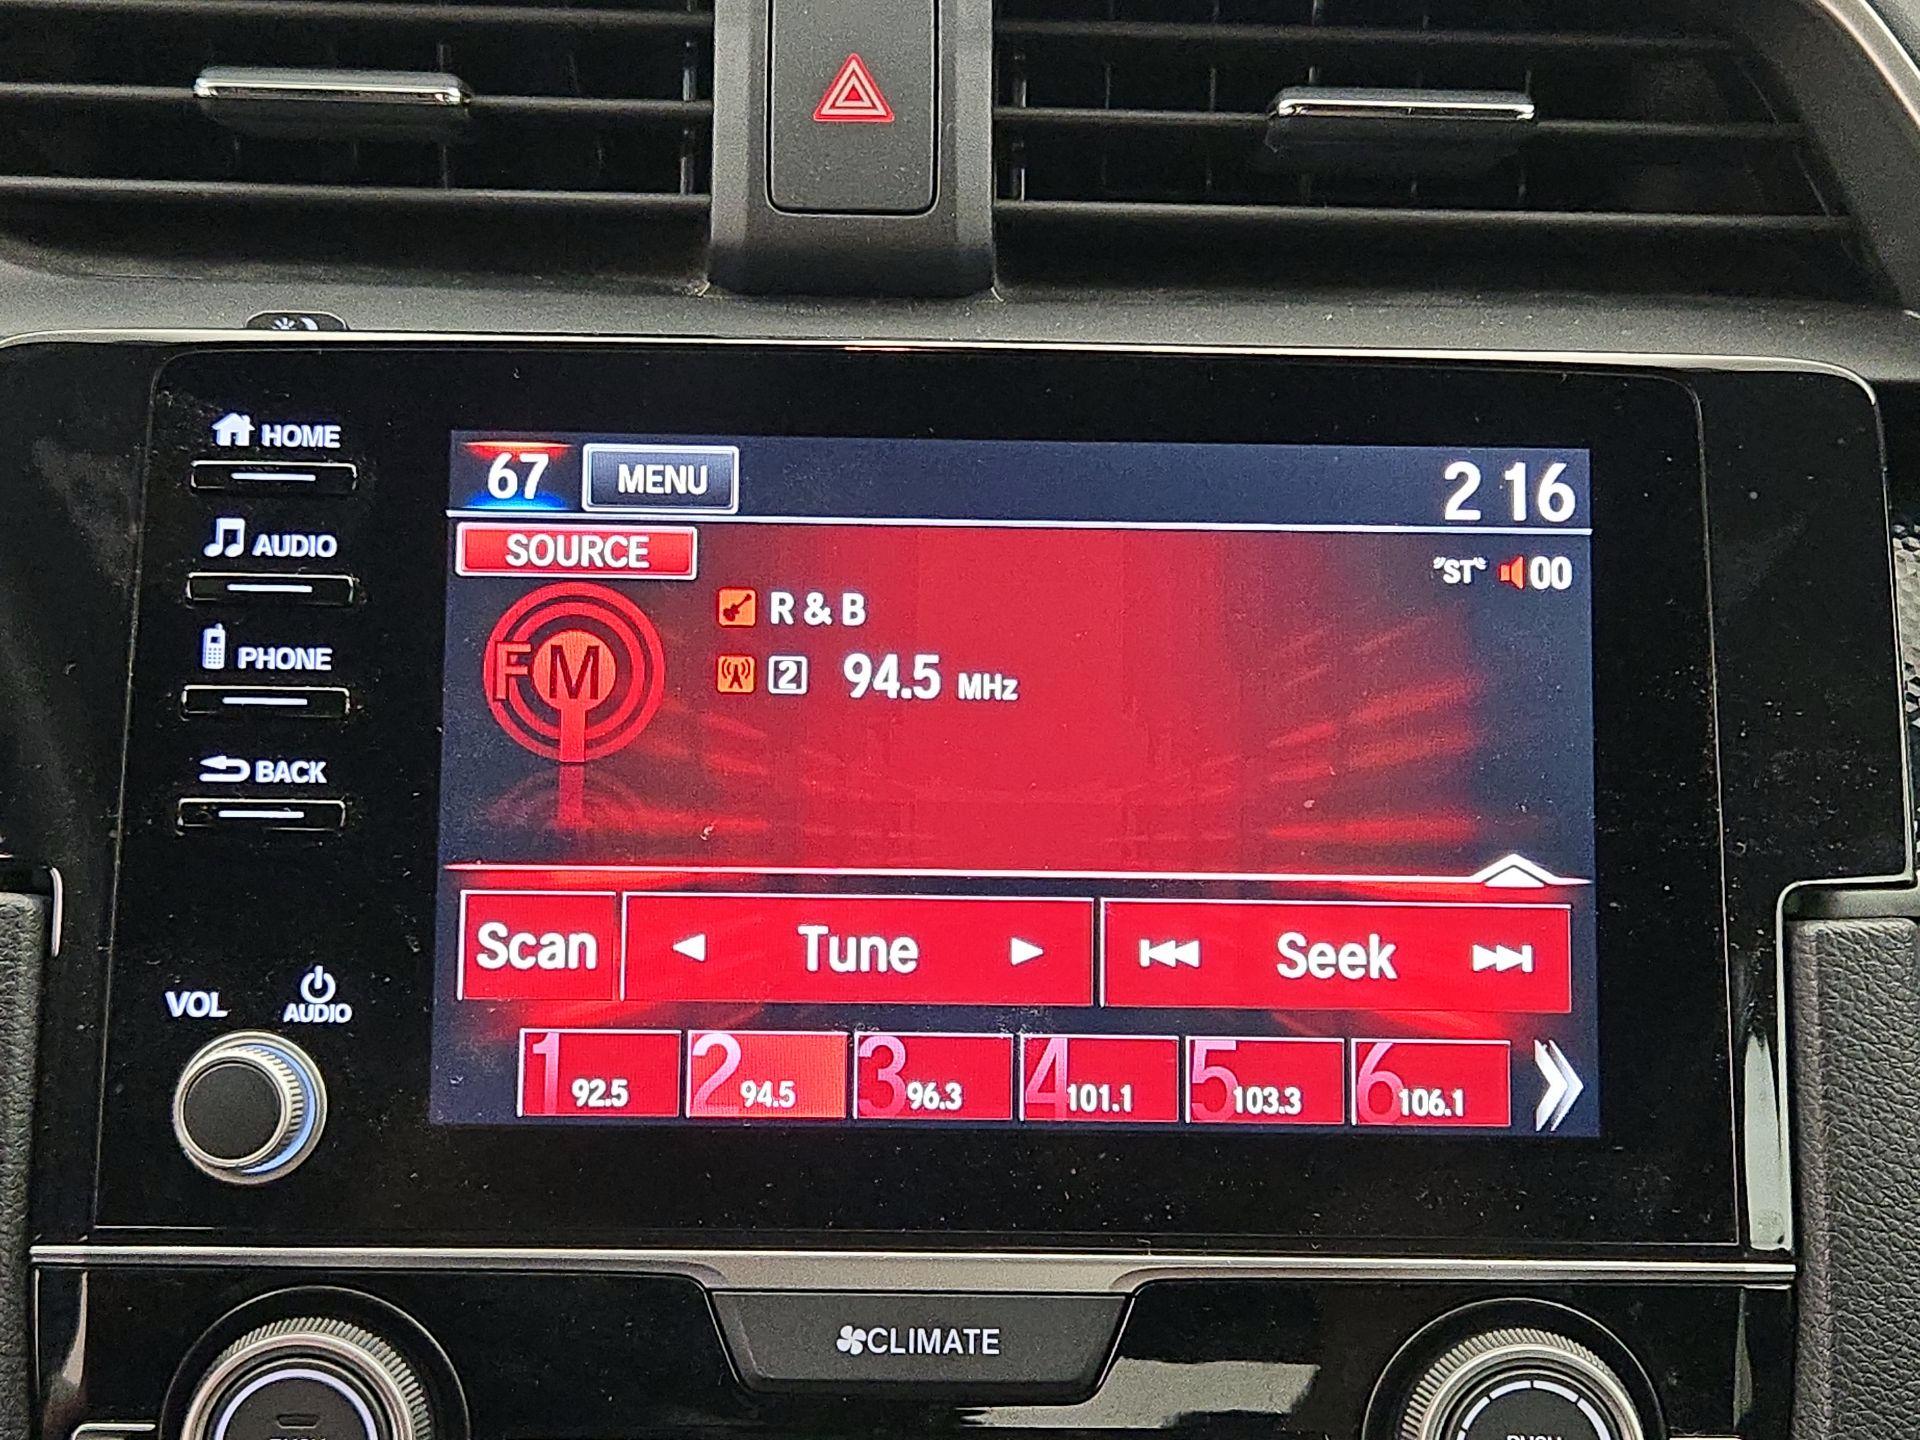 HOME
AUDIO
PHONE
BACK
VOL
AUDIO
67 MENU 2 16
SOURCE
"ST" 00
FM
R & B
2 94.5 MHz
Scan Tune Seek
1 92.5 2 94.5 3 96.3 4 101.1 5 103.3 6 106.1
CLIMATE